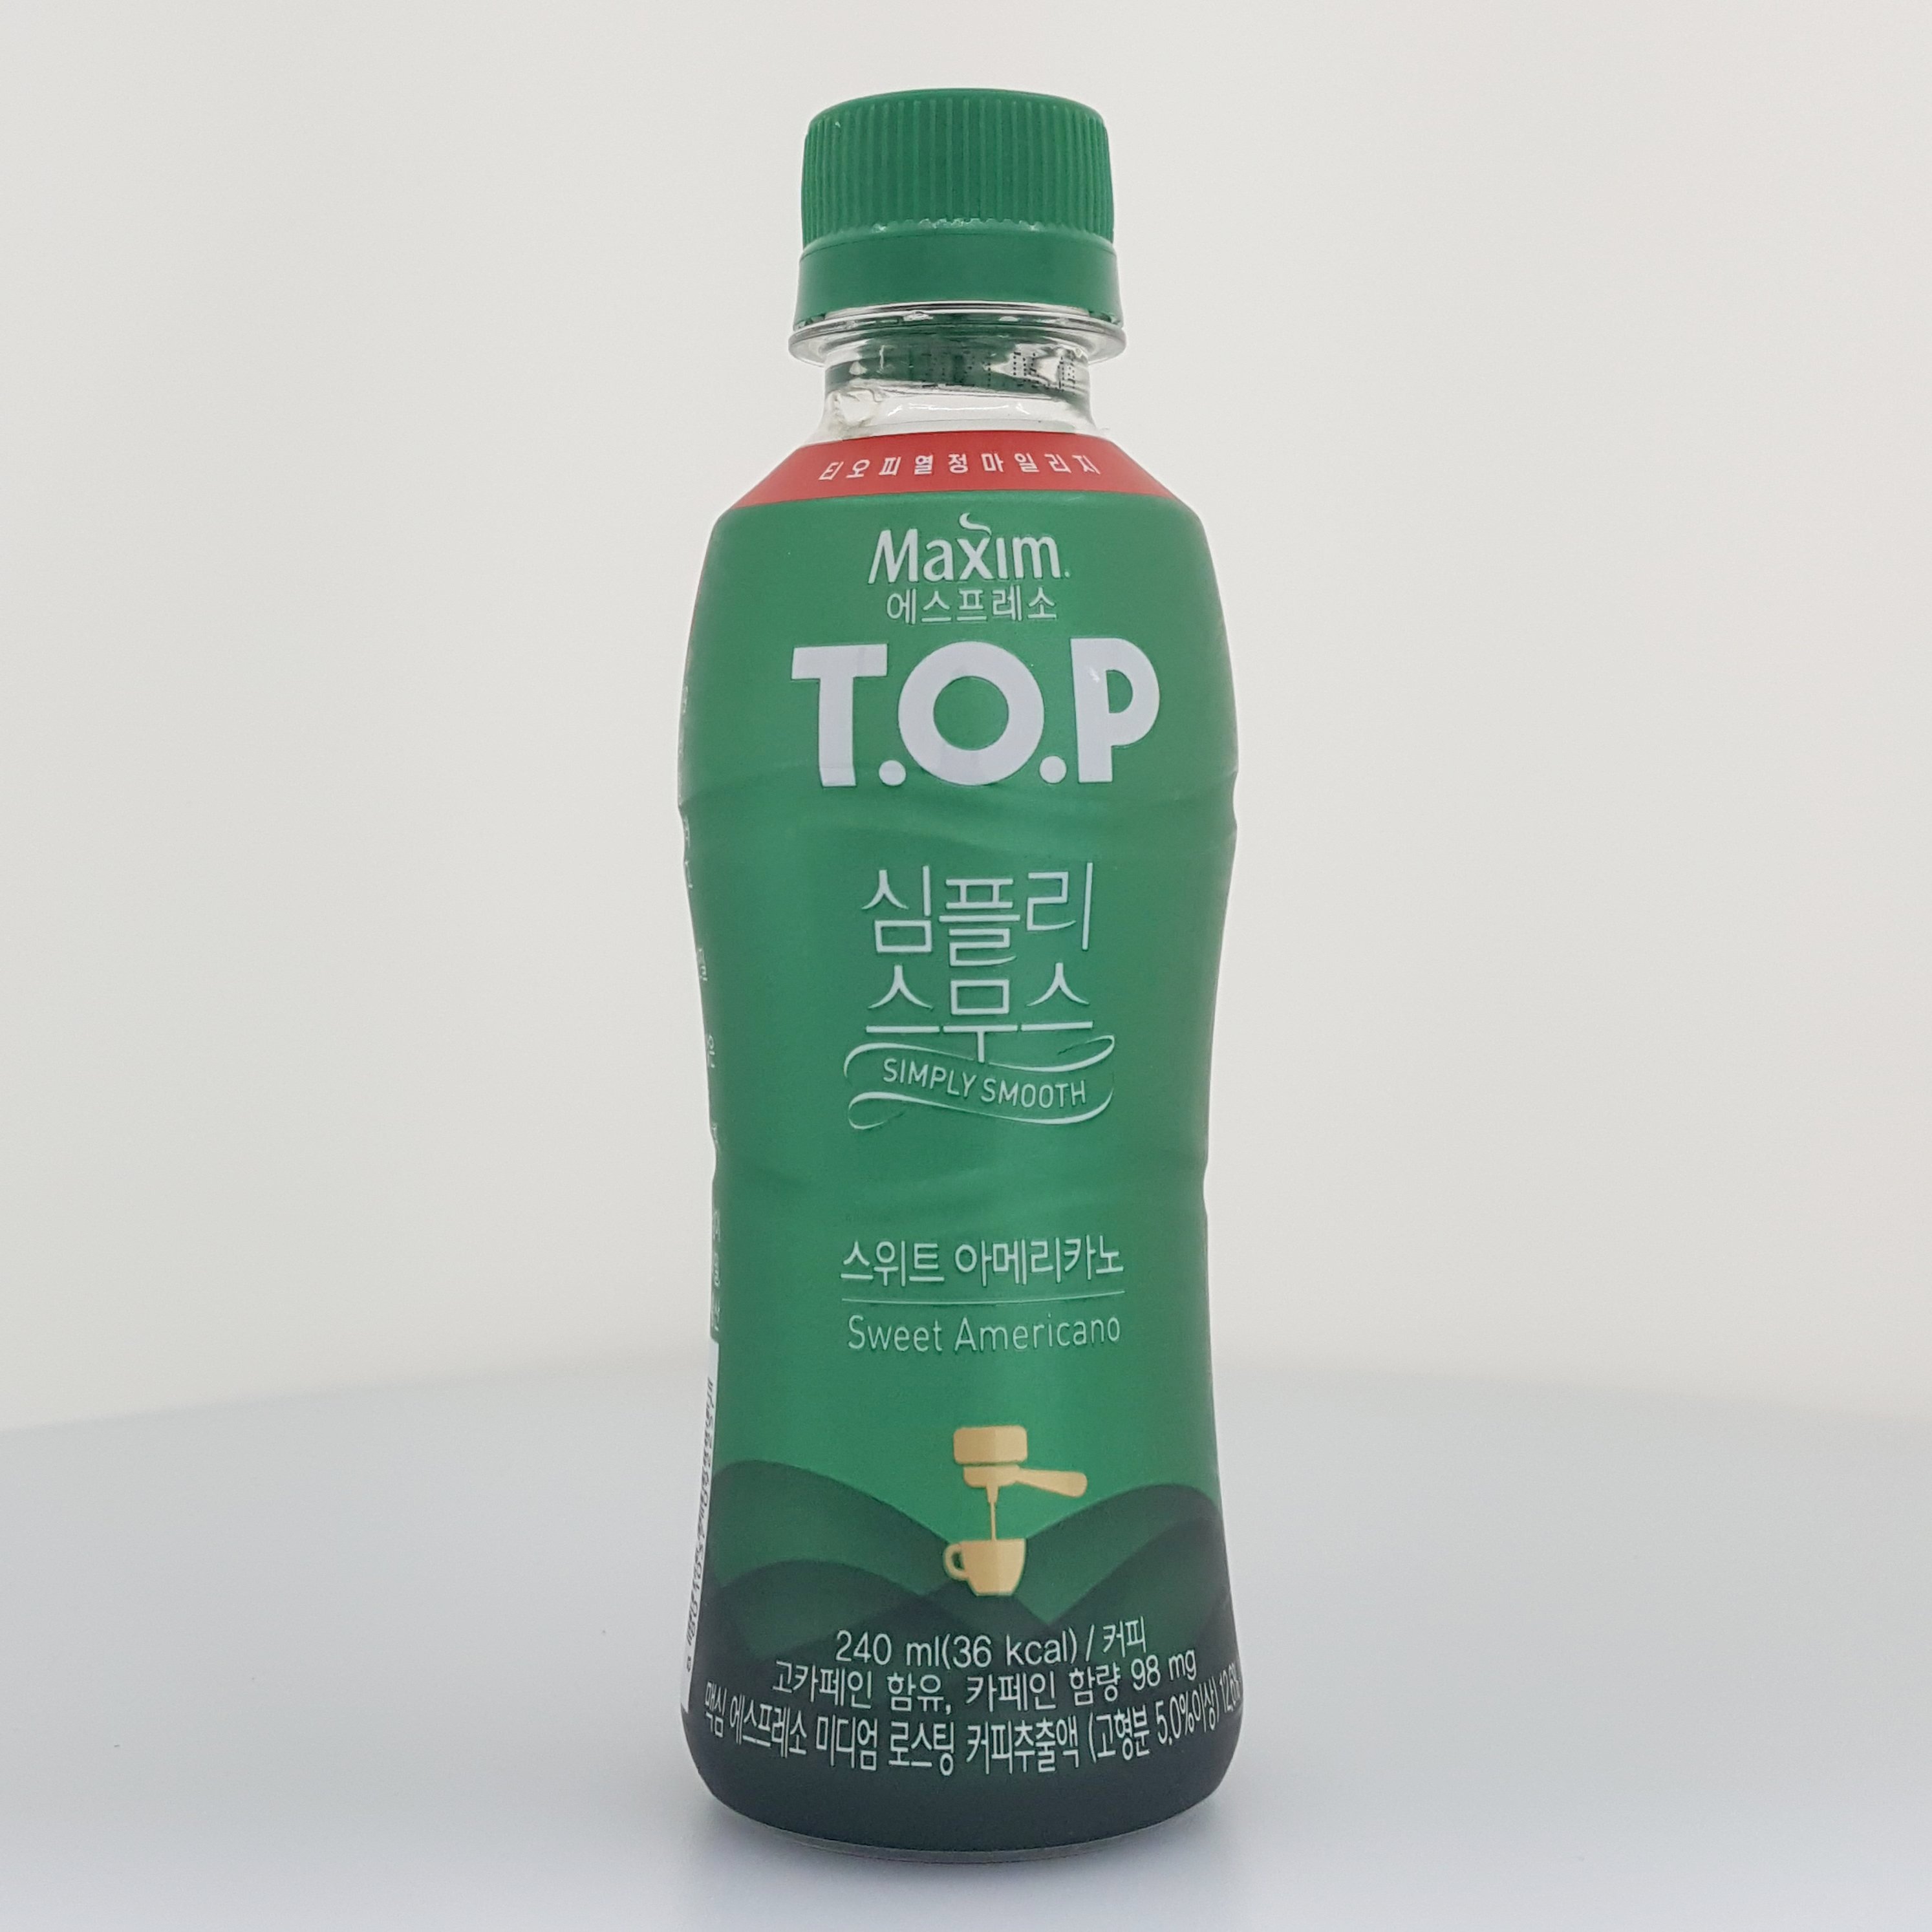 티오피열정마일리지
Maxim
에스프레소
T.O.P
심플리
스무스
SIMPLY SMOOTH
스위트 아메리카노
Sweet Americano
240 ml(36 kcal) / 커피
고카페인 함유, 카페인 함량 98 mg
맥심 에스프레소 미디엄 로스팅 커피추출액 (고형분 5.0%이상)